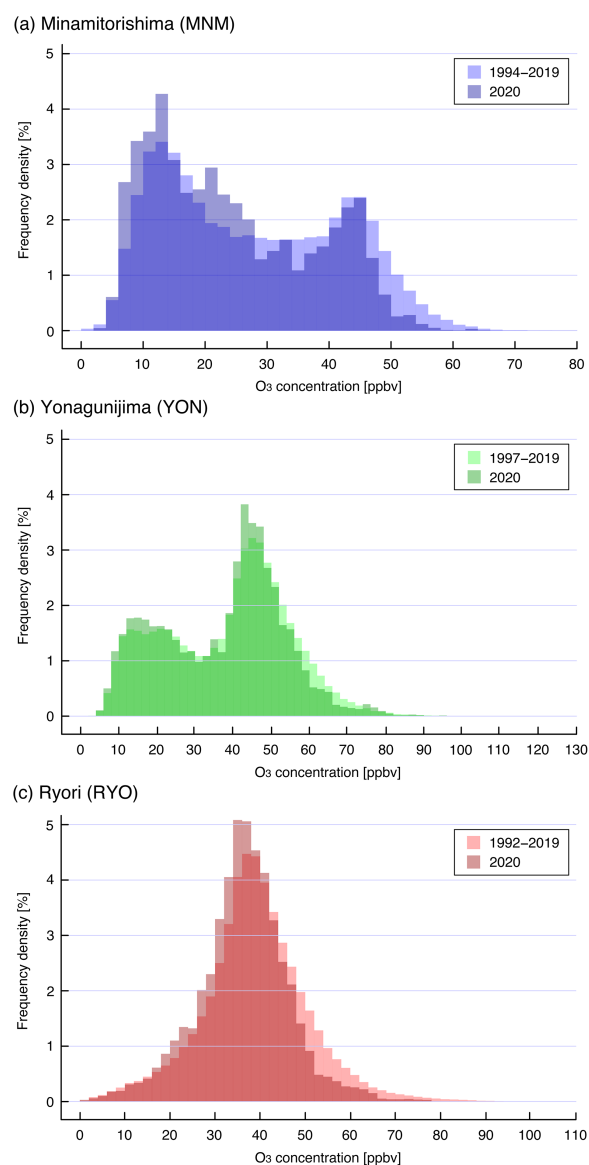 (a) Minamitorishima (MNM)
5
4
3
2
1
0
Frequency density [%]
1994−2019
2020
0 10 20 30 40 50 60 70 80
O3 concentration [ppbv]
(b) Yonagunijima (YON)
5
4
3
2
1
0
Frequency density [%]
1997−2019
2020
0 10 20 30 40 50 60 70 80 90 100 110 120 130
O3 concentration [ppbv]
(c) Ryori (RYO)
5
4
3
2
1
0
Frequency density [%]
1992−2019
2020
0 10 20 30 40 50 60 70 80 90 100 110
O3 concentration [ppbv]